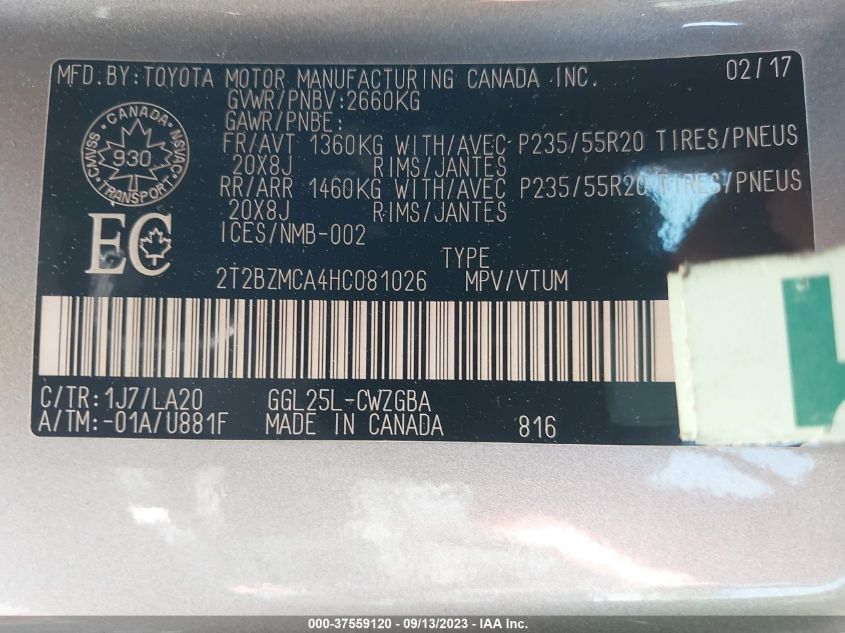 MFD.BY:TOYOTA MOTOR MANUFACTURING CANADA INC. 02/17
GVWR/PNBV:2660KG
GAWR/PNBE:
FR/AVT 1360KG WITH/AVEC P235/55R20 TIRES/PNEUS
20X8J RIMS/JANTES
RR/ARR 1460KG WITH/AVEC P235/55R20 TIRES/PNEUS
20X8J RIMS/JANTES
ICES/NMB-002
CANADA
CMVSS 930 NSVAC
TRANSPORT
EC
TYPE
2T2BZMCA4HC081026 MPV/VTUM
C/TR:1J7/LA20 GGL25L-CWZGBA
A/TM:-01A/U881F MADE IN CANADA 816
000-37559120 - 09/13/2023 - IAA Inc.